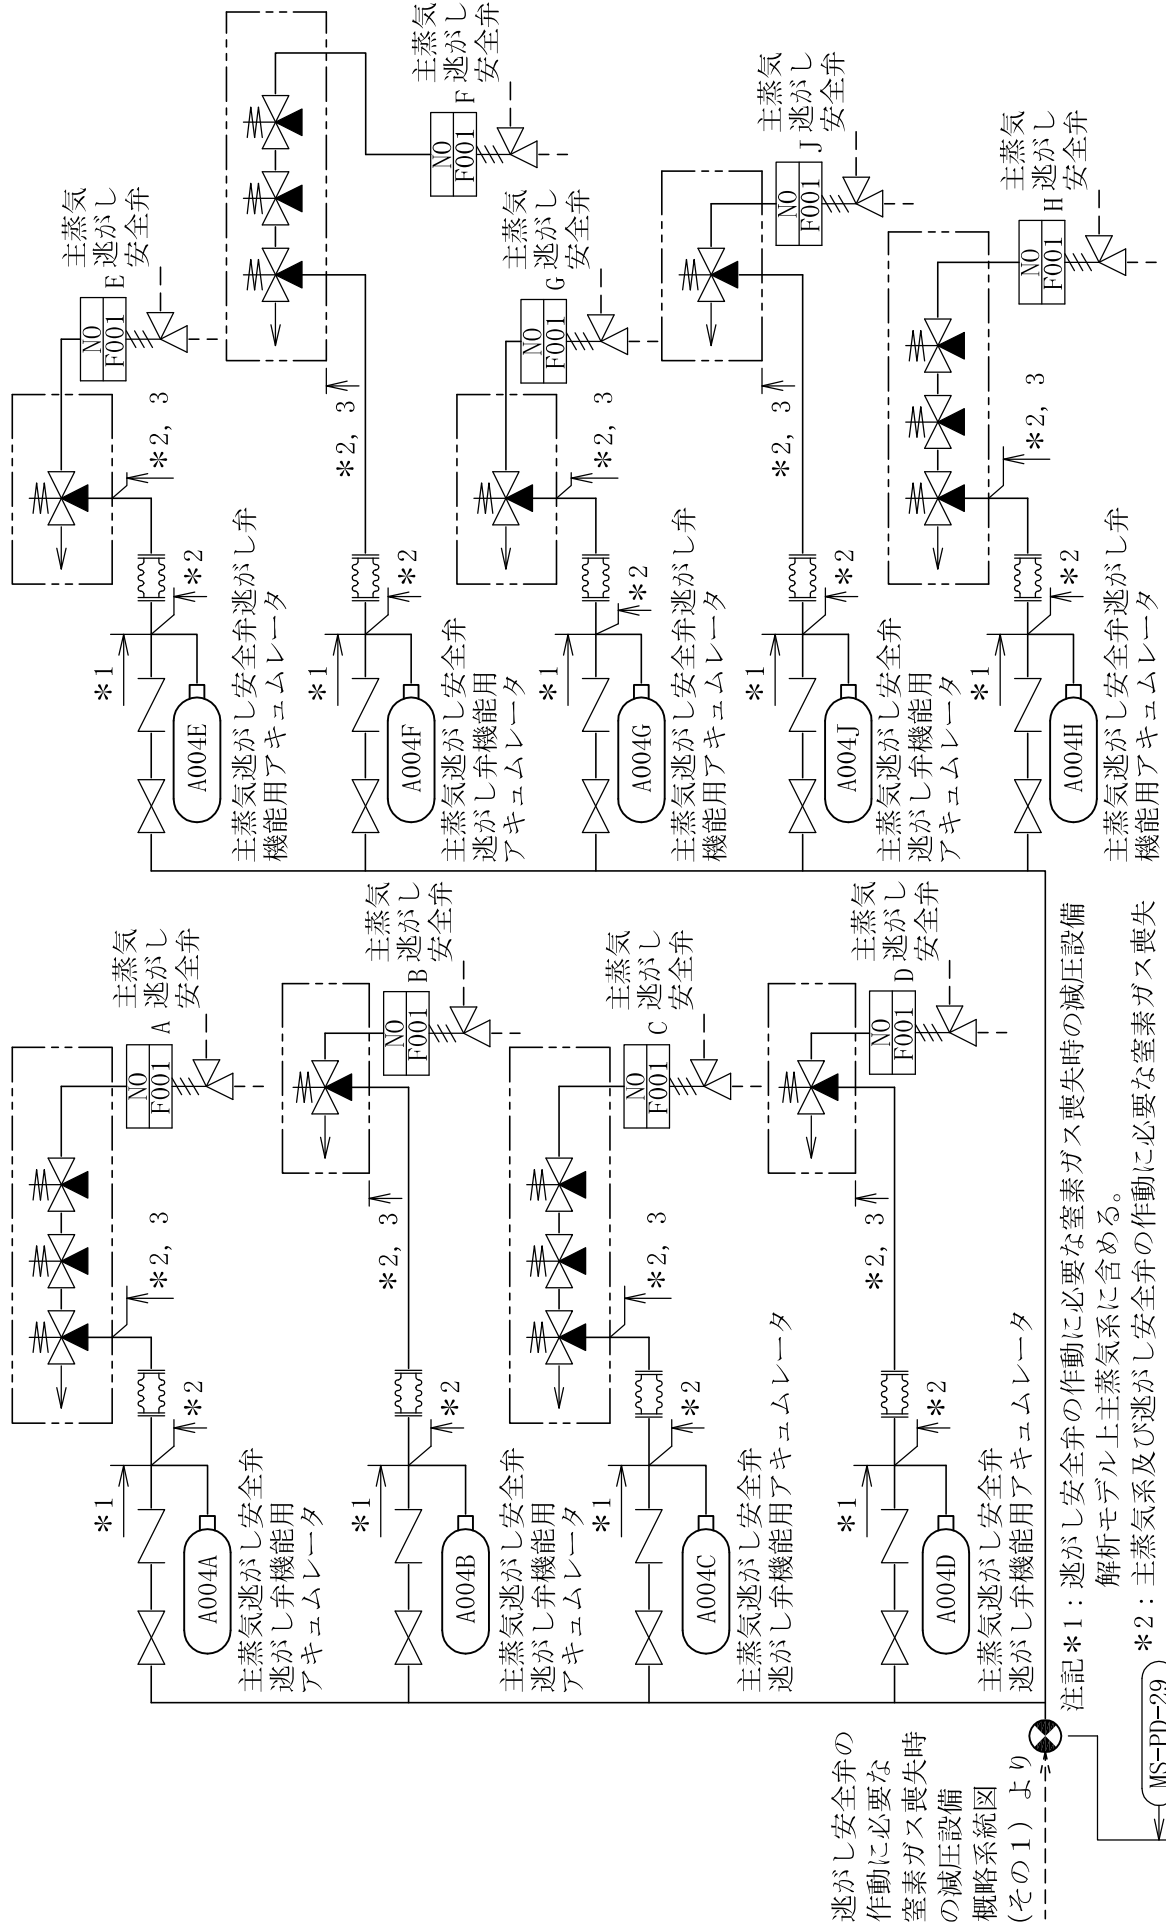 主蒸気
逃がし
安全弁
NO
F001
A
*2, 3
*2
*1
A004A
主蒸気逃がし安全弁
逃がし弁機能用
アキュムレータ
主蒸気
逃がし
安全弁
NO
F001
B
*2, 3
*2
*1
A004B
主蒸気逃がし安全弁
逃がし弁機能用
アキュムレータ
主蒸気
逃がし
安全弁
NO
F001
C
*2, 3
*2
*1
A004C
主蒸気逃がし安全弁
逃がし弁機能用アキュムレータ
主蒸気
逃がし
安全弁
NO
F001
D
*2, 3
*2
*1
A004D
主蒸気逃がし安全弁
逃がし弁機能用アキュムレータ
主蒸気
逃がし
安全弁
NO
F001
E
*2, 3
*2
*1
A004E
主蒸気逃がし安全弁逃がし弁
機能用アキュムレータ
主蒸気
逃がし
安全弁
NO
F001
F
*2, 3
*2
*1
A004F
主蒸気逃がし安全弁
逃がし弁機能用
アキュムレータ
主蒸気
逃がし
安全弁
NO
F001
G
*2, 3
*2
*1
A004G
主蒸気逃がし安全弁逃がし弁
機能用アキュムレータ
主蒸気
逃がし
安全弁
NO
F001
J
*2, 3
*2
*1
A004J
主蒸気逃がし安全弁
逃がし弁機能用
アキュムレータ
主蒸気
逃がし
安全弁
NO
F001
H
*2, 3
*2
*1
A004H
主蒸気逃がし安全弁逃がし弁
機能用アキュムレータ
逃がし安全弁の
作動に必要な
窒素ガス喪失時
の減圧設備
概略系統図
(その1)より
MS-PD-29
注記*1：逃がし安全弁の作動に必要な窒素ガス喪失時の減圧設備
解析モデル上主蒸気系に含める。
*2：主蒸気系及び逃がし安全弁の作動に必要な窒素ガス喪失